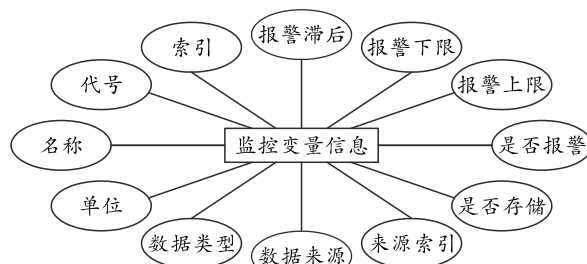 报警滞后
索引
报警下限
代号
报警上限
名称
监控变量信息
是否报警
单位
是否存储
数据类型
来源索引
数据来源